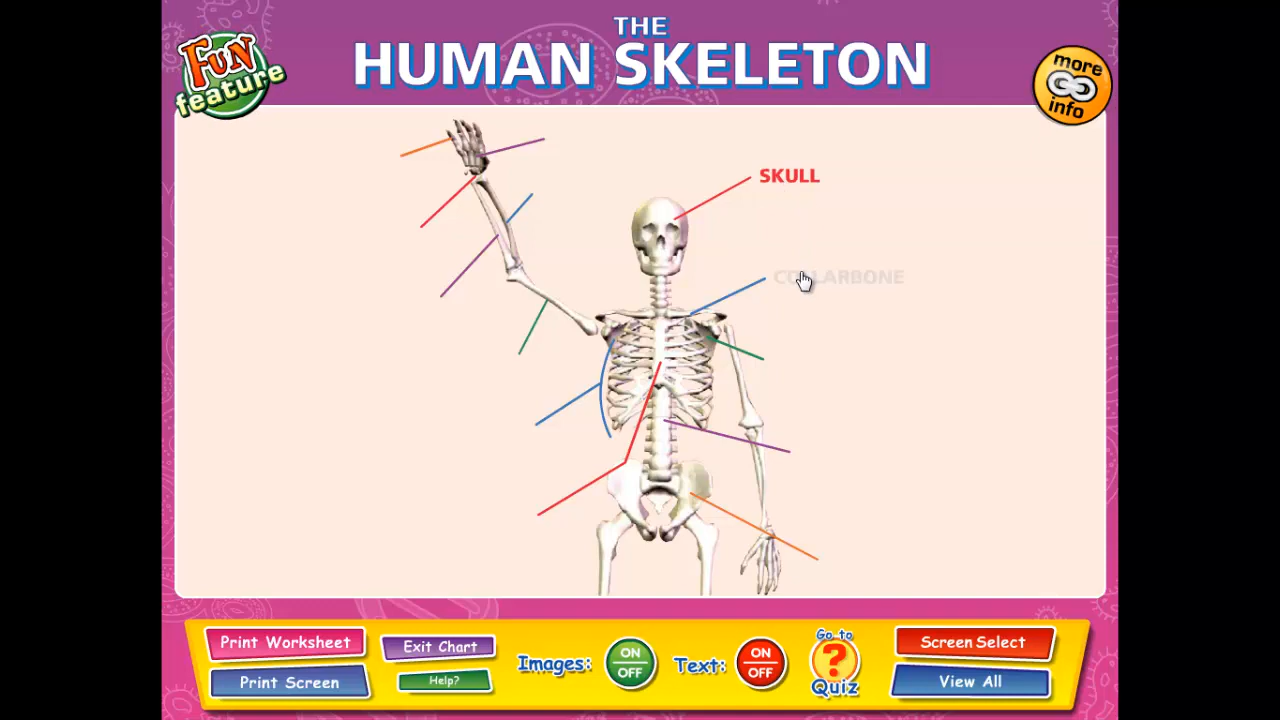 THE
HUMAN SKELETON
FUN
feature
more
info
SKULL
COLLARBONE
Print Worksheet
Exit Chart
Images:
ON
OFF
Text:
ON
OFF
Go to
?
Quiz
Screen Select
Print Screen
Help?
View All